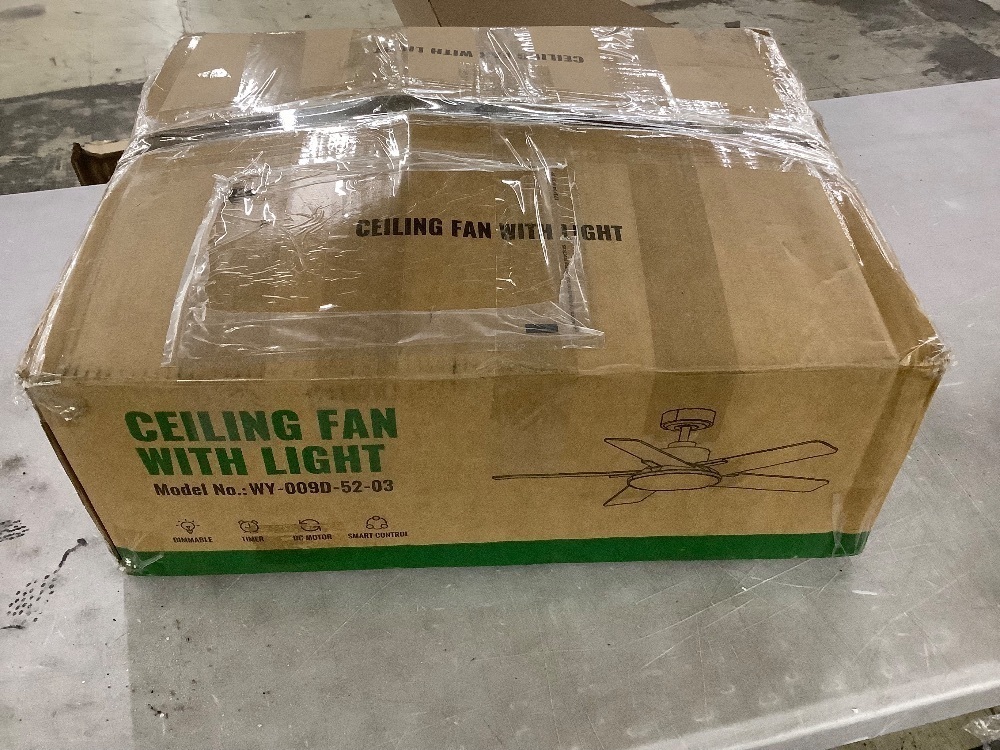 CEILING FAN WITH LIGHT
CEILING FAN
WITH LIGHT
Model No.: WY-009D-52-03
DIMMABLE TIMER DC MOTOR SMART CONTROL